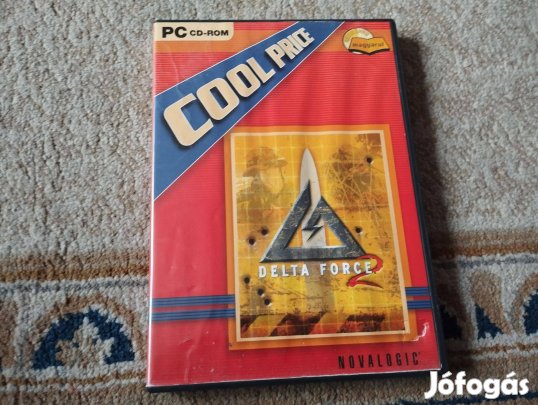 PC CD-ROM
COOL PRICE
magyarul
DELTA FORCE 2
NOVALOGIC
Jófogás